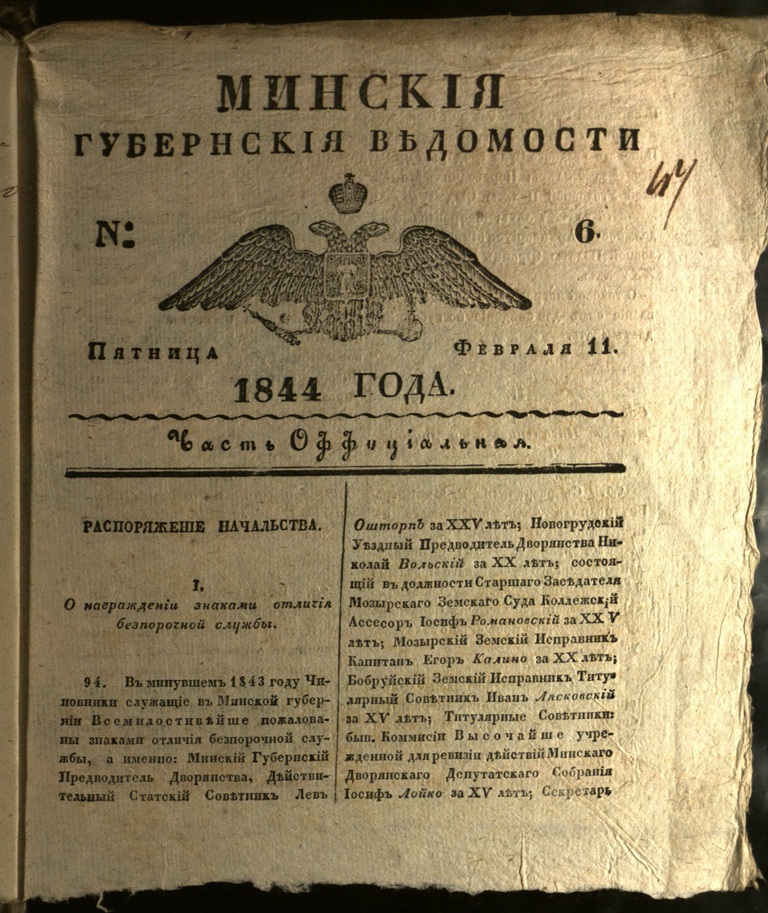 МИНСКІЯ
ГУБЕРНСКІЯ ВѢДОМОСТИ
47
N: 6.
Пятница Февраля 11.
1844 ГОДА.
Часть Оффиціальная.
РАСПОРЯЖЕНІЕ НАЧАЛЬСТВА.
I.
О награжденіи знаками отличія
безпорочной службы.
94. Въ минувшемъ 1843 году Чи-
новники служащіе въ Минской губер-
ніи Всемилостивѣйше пожалова-
ны знаками отличія безпорочной слу-
жбы, а именно: Минскій Губернскій
Предводитель Дворянства, Дѣйстви-
тельный Статскій Совѣтникъ Левъ
Ошторпъ за XXV лѣтъ; Новогрудскій
Уѣздный Предводитель Дворянства Ни-
колай Вольскій за XX лѣтъ; состоя-
щій въ должности Старшаго Засѣдателя
Мозырскаго Земскаго Суда Коллежскій
Ассесоръ Іосифъ Романовскій за XXV
лѣтъ; Мозырскій Земскій Исправникъ
Капитанъ Егоръ Калино за XX лѣтъ;
Бобруйскій Земскій Исправникъ Титу-
лярный Совѣтникъ Иванъ Лясковскій
за XV лѣтъ; Титулярные Совѣтники:
быв. Коммисіи Высочайше учре-
жденной для ревизіи дѣйствій Минскаго
Дворянскаго Депутатскаго Собранія
Іосифъ Лойко за XV лѣтъ; Секретарь